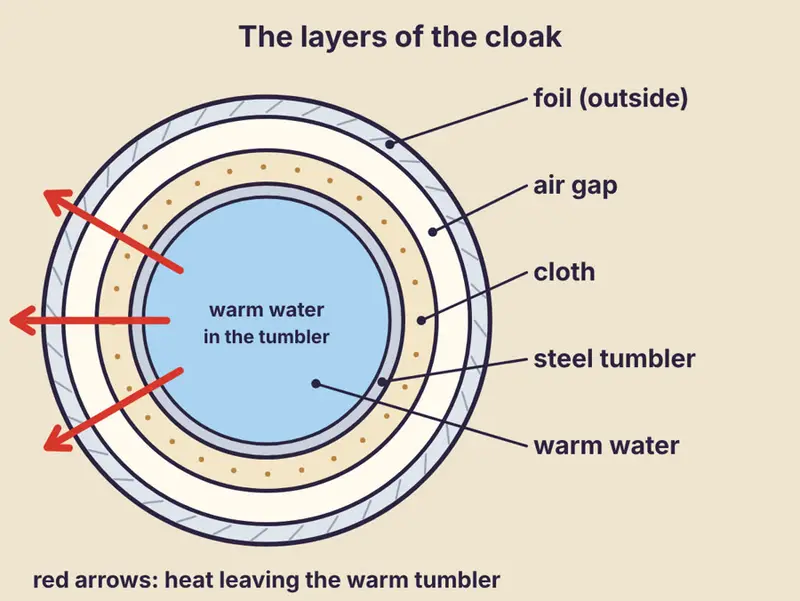 The layers of the cloak
foil (outside)
air gap
cloth
warm water
in the tumbler
steel tumbler
warm water
red arrows: heat leaving the warm tumbler